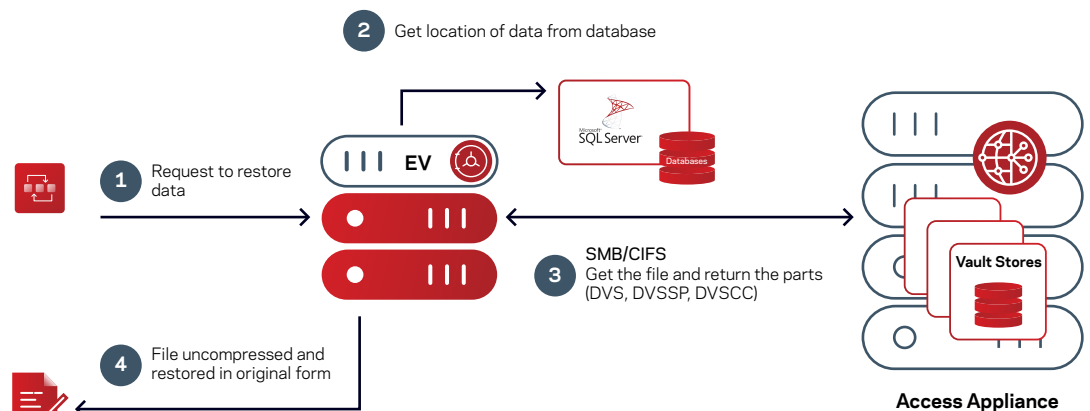 2 Get location of data from database
1 Request to restore
data
EV
Microsoft
SQL Server
Databases
3 SMB/CIFS
Get the file and return the parts
(DVS, DVSSP, DVSCC)
Vault Stores
4 File uncompressed and
restored in original form
Access Appliance